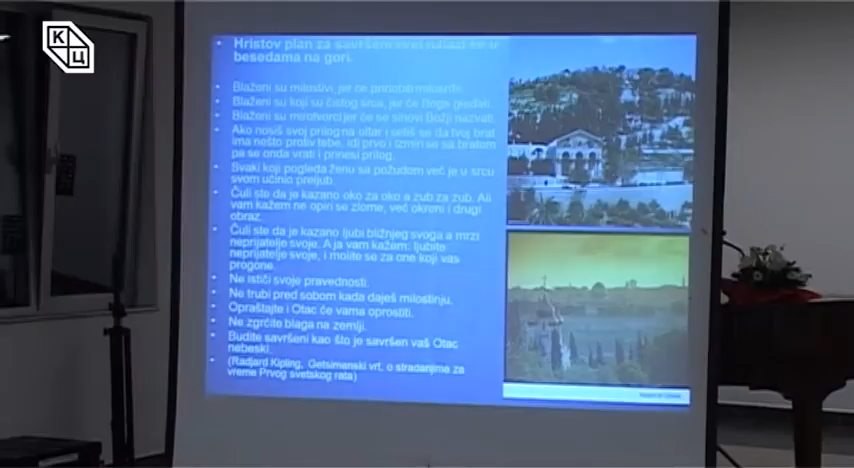 К
Ц
Hristov plan za savršeni svet nalazi se u
besedama na gori.
Blaženi su milostivi, jer će pomilovani
Blaženi su koji su čistog srca, jer će Boga gledati.
Blaženi su mirotvorci jer će se sinovi Božji nazvati.
Ako nosiš svoj prilog na oltar i setiš se da tvoj brat
ima nešto protiv tebe, idi prvo i izmiri se sa bratom
pa se onda vrati i prinesi prilog.
Svaki koji pogleda ženu sa požudom već je u srcu
svom učinio preljub.
Čuli ste da je kazano oko za oko a zub za zub. Ali
vam kažem ne opiri se zlome, već okreni i drugi
obraz.
Čuli ste da je kazano ljubi bližnjeg svoga a mrzi
neprijatelje svoje. A ja vam kažem: ljubite
neprijatelje svoje, i molite se za one koji vas
progone.
Ne ističi svoje pravednosti.
Ne trubi pred sobom kada daješ milostinju.
Opraštajte i Otac će vama oprostiti.
Ne zgrćite blaga na zemlji.
Budite savršeni kao što je savršen vaš Otac
nebeski.
(Radjard Kipling, Getsimanski vrt, o stradanjima za
vreme Prvog svetskog rata)